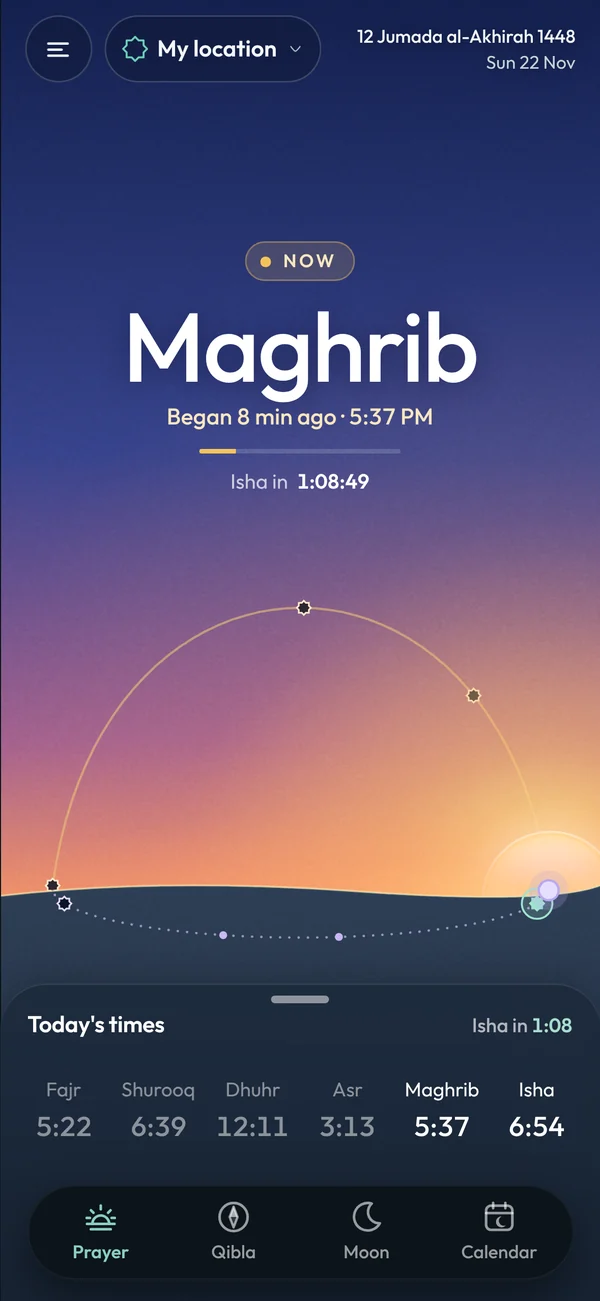 My location
12 Jumada al-Akhirah 1448
Sun 22 Nov
NOW
Maghrib
Began 8 min ago · 5:37 PM
Isha in 1:08:49
Today's times
Isha in 1:08
Fajr Shurooq Dhuhr Asr Maghrib Isha
5:22 6:39 12:11 3:13 5:37 6:54
Prayer Qibla Moon Calendar